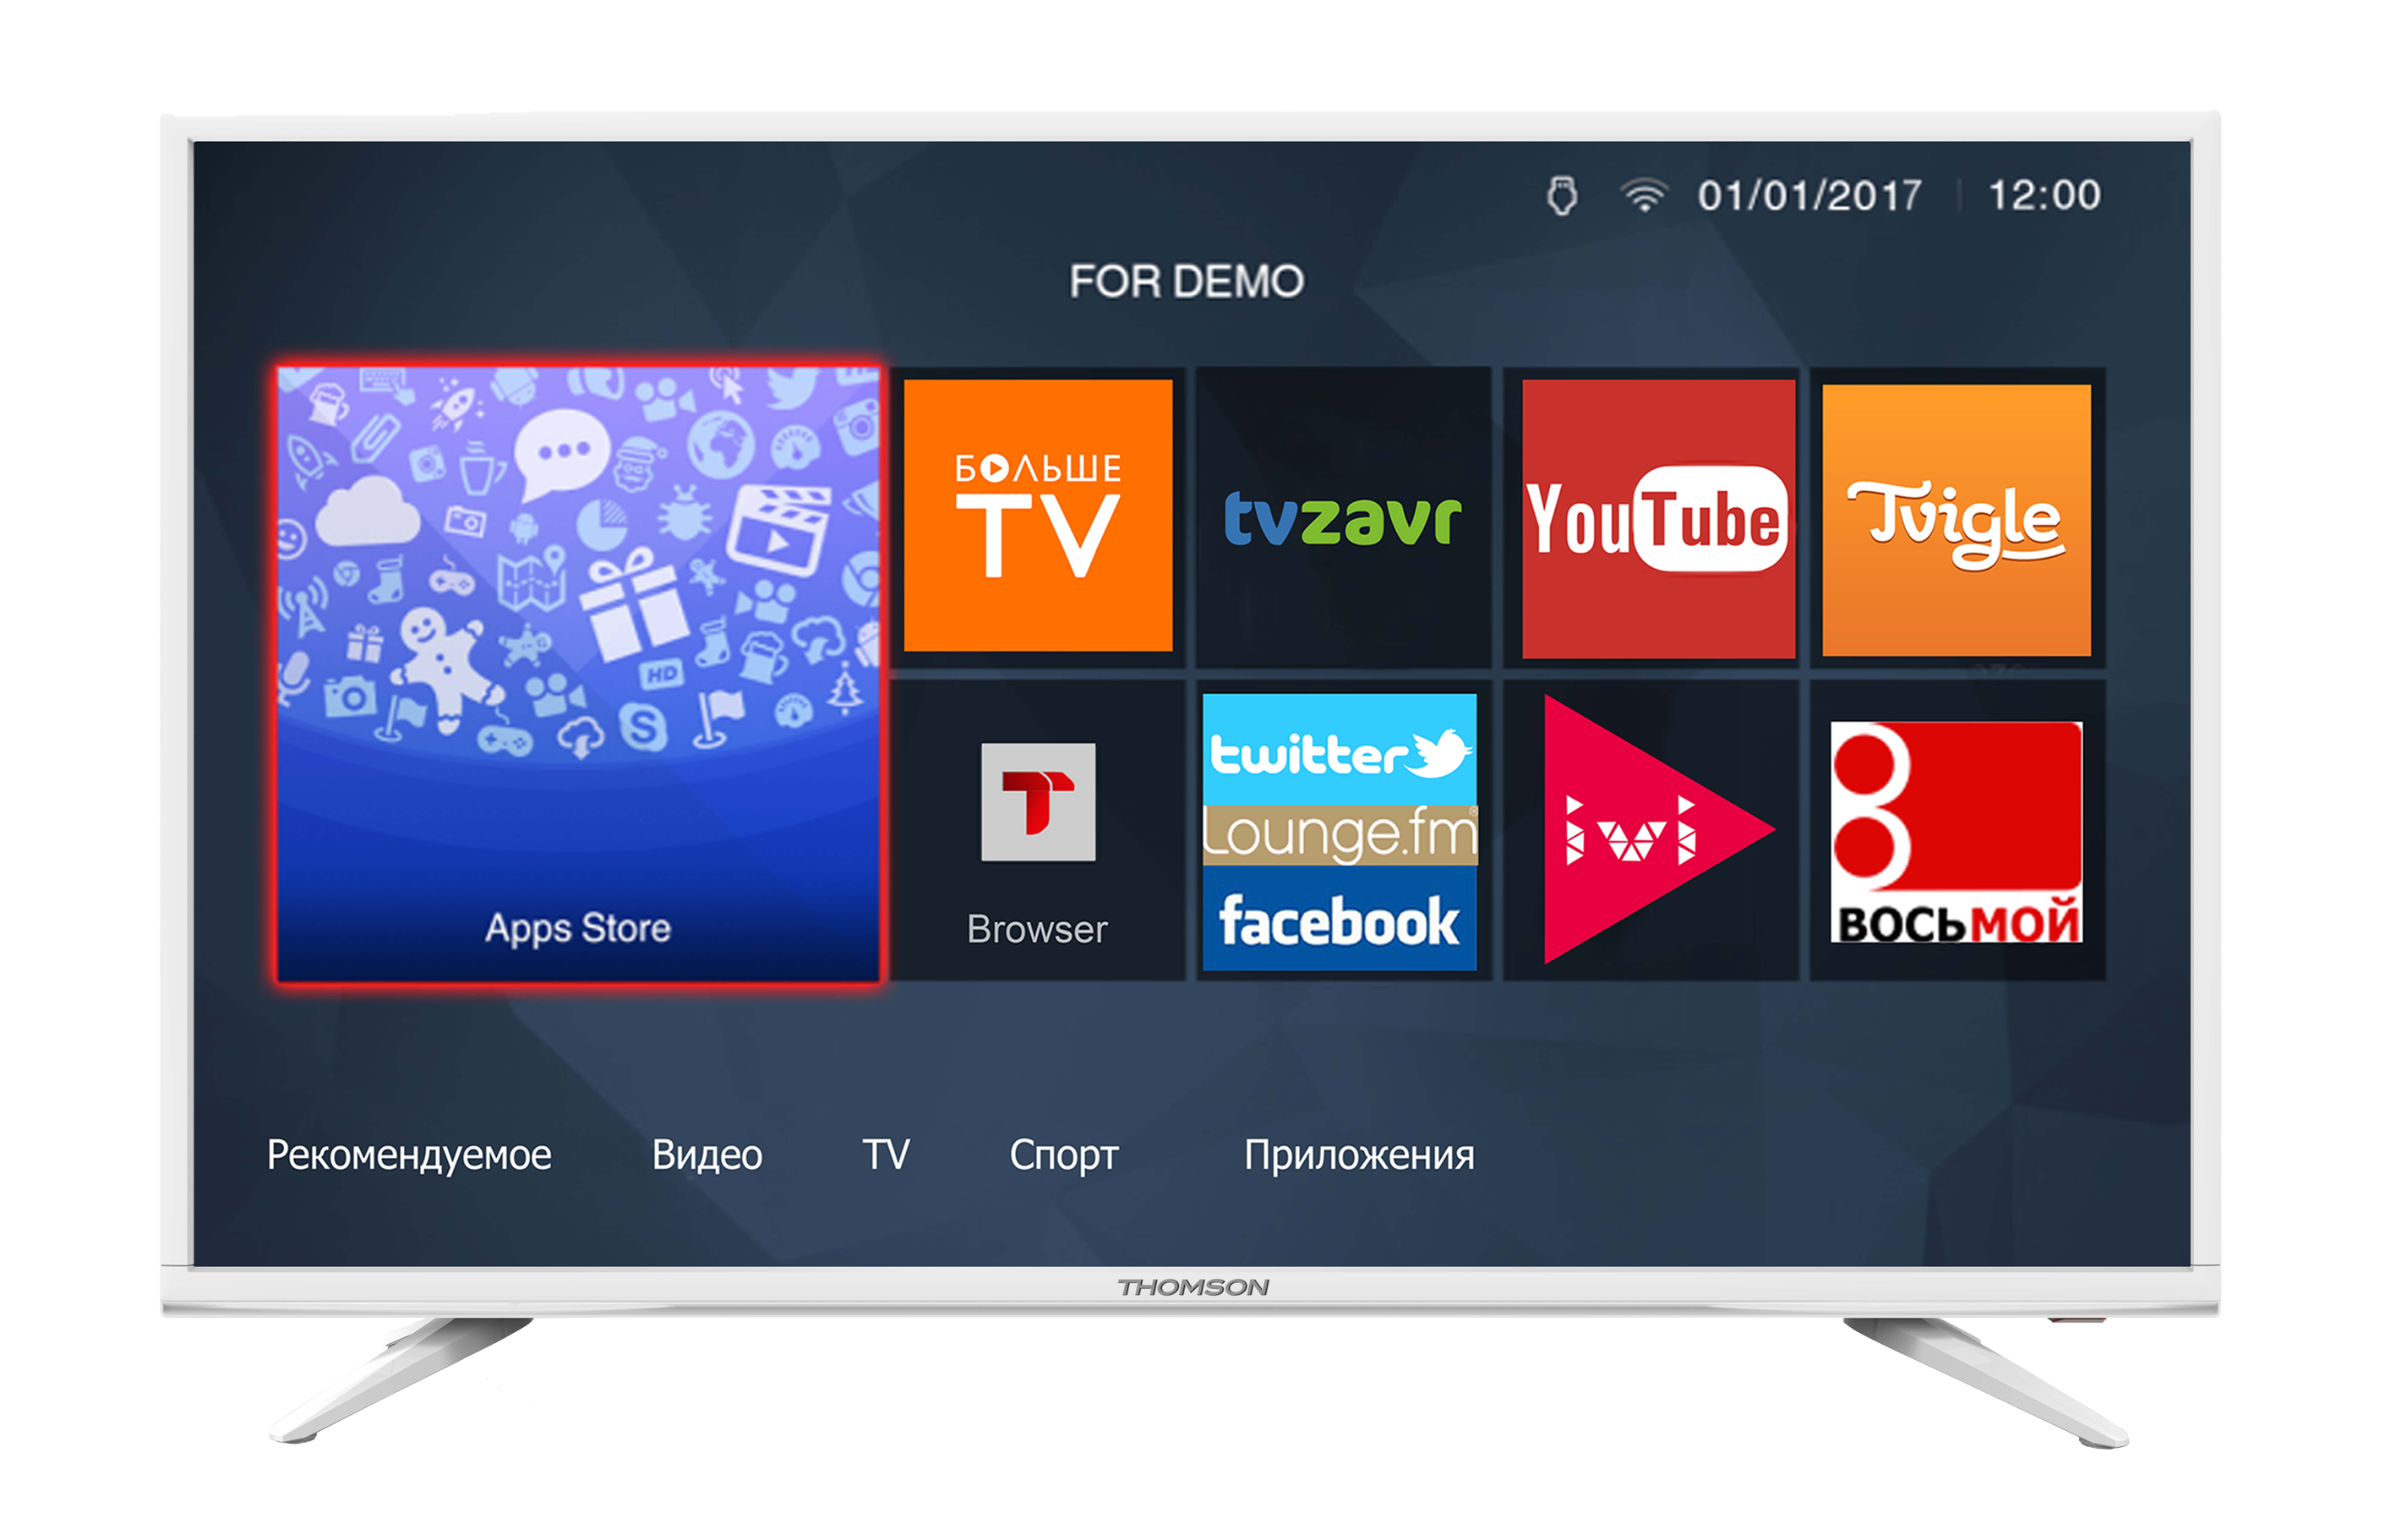 01/01/2017 12:00
FOR DEMO
БОЛЬШЕ
TV
tvzavr
YouTube
Tvigle
HD
Apps Store
Browser
twitter
Lounge.fm
facebook
ivi
ВОСЬМОЙ
Рекомендуемое Видео TV Спорт Приложения
THOMSON